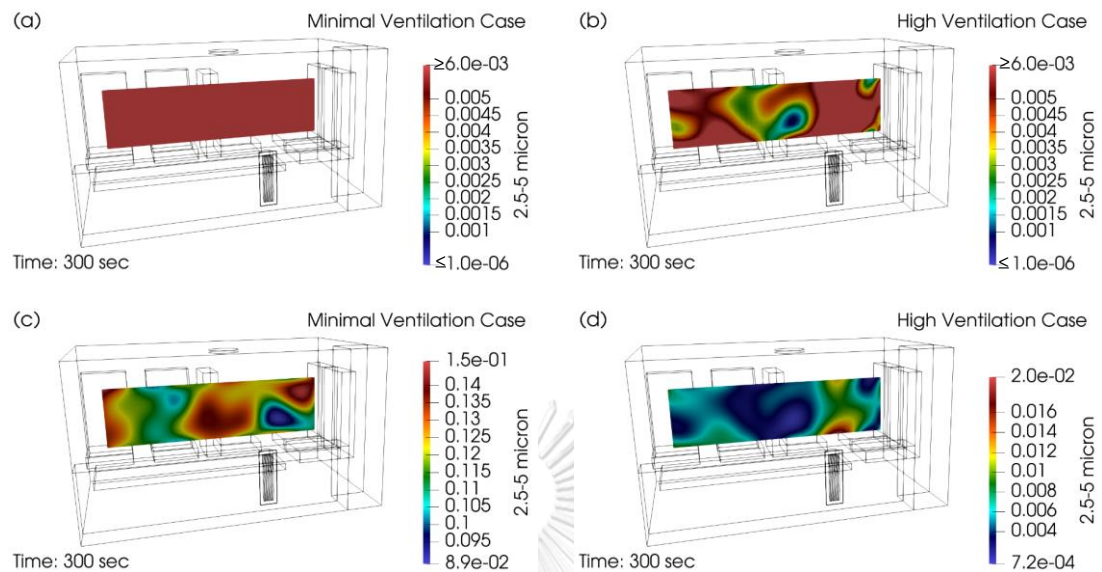 (a)
Minimal Ventilation Case
≥6.0e-03
0.005
0.0045
0.004
0.0035
0.003
0.0025
0.002
0.0015
0.001
≤1.0e-06
2.5-5 micron
Time: 300 sec
(b)
High Ventilation Case
≥6.0e-03
0.005
0.0045
0.004
0.0035
0.003
0.0025
0.002
0.0015
0.001
≤1.0e-06
2.5-5 micron
Time: 300 sec
(c)
Minimal Ventilation Case
1.5e-01
0.14
0.135
0.13
0.125
0.12
0.115
0.11
0.105
0.1
0.095
8.9e-02
2.5-5 micron
Time: 300 sec
(d)
High Ventilation Case
2.0e-02
0.016
0.014
0.012
0.01
0.008
0.006
0.004
7.2e-04
2.5-5 micron
Time: 300 sec